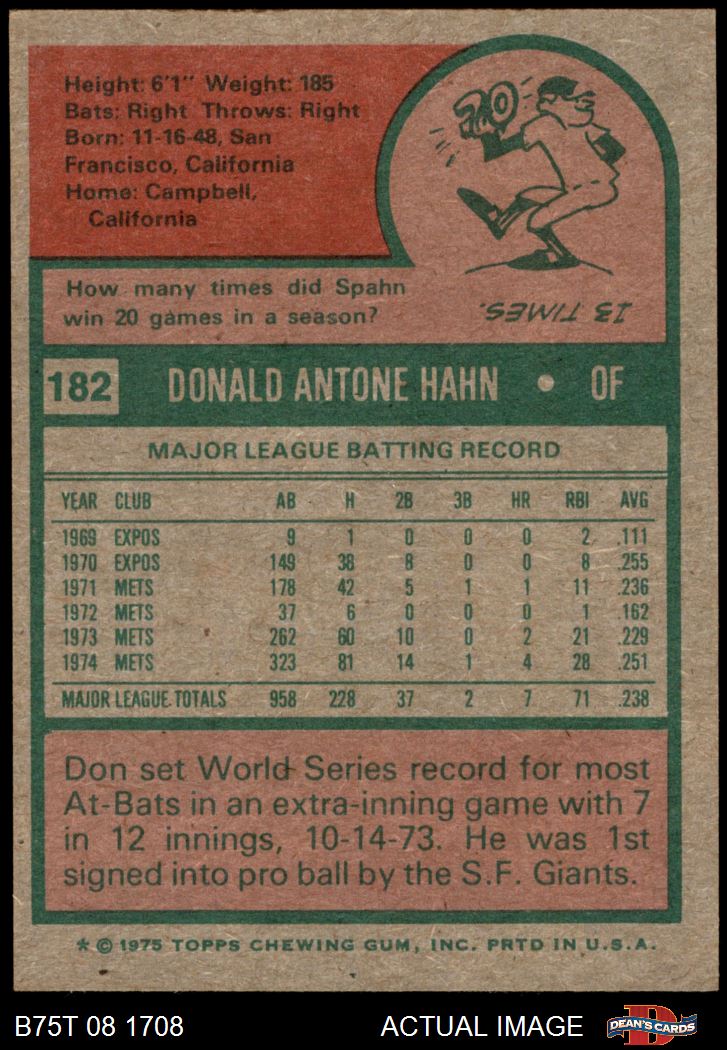 Height: 6'1" Weight: 185
Bats: Right Throws: Right
Born: 11-16-48, San
Francisco, California
Home: Campbell,
California
20
How many times did Spahn
win 20 games in a season?
13 TIMES.
182 DONALD ANTONE HAHN • OF
MAJOR LEAGUE BATTING RECORD
YEAR CLUB AB H 2B 3B HR RBI AVG
1969 EXPOS 9 1 0 0 0 2 .111
1970 EXPOS 149 38 8 0 0 8 .255
1971 METS 178 42 5 1 1 11 .236
1972 METS 37 6 0 0 0 1 .162
1973 METS 262 60 10 0 2 21 .229
1974 METS 323 81 14 1 4 28 .251
MAJOR LEAGUE TOTALS 958 228 37 2 7 71 .238
Don set World Series record for most
At-Bats in an extra-inning game with 7
in 12 innings, 10-14-73. He was 1st
signed into pro ball by the S.F. Giants.
* © 1975 TOPPS CHEWING GUM, INC. PRTD IN U.S.A.
B75T 08 1708 ACTUAL IMAGE D DEAN'S CARDS